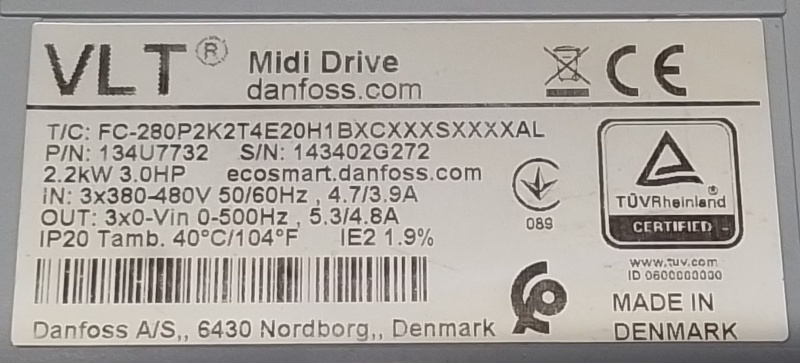 VLT® Midi Drive
danfoss.com
CE
T/C: FC-280P2K2T4E20H1BXCXXXSXXXXAL
P/N: 134U7732 S/N: 143402G272
2.2kW 3.0HP ecosmart.danfoss.com
IN: 3x380-480V 50/60Hz , 4.7/3.9A
OUT: 3x0-Vin 0-500Hz , 5.3/4.8A
IP20 Tamb. 40°C/104°F IE2 1.9%
089
TÜVRheinland®
CERTIFIED
www.tuv.com
ID 0600000000
MADE IN
DENMARK
Danfoss A/S,, 6430 Nordborg,, Denmark